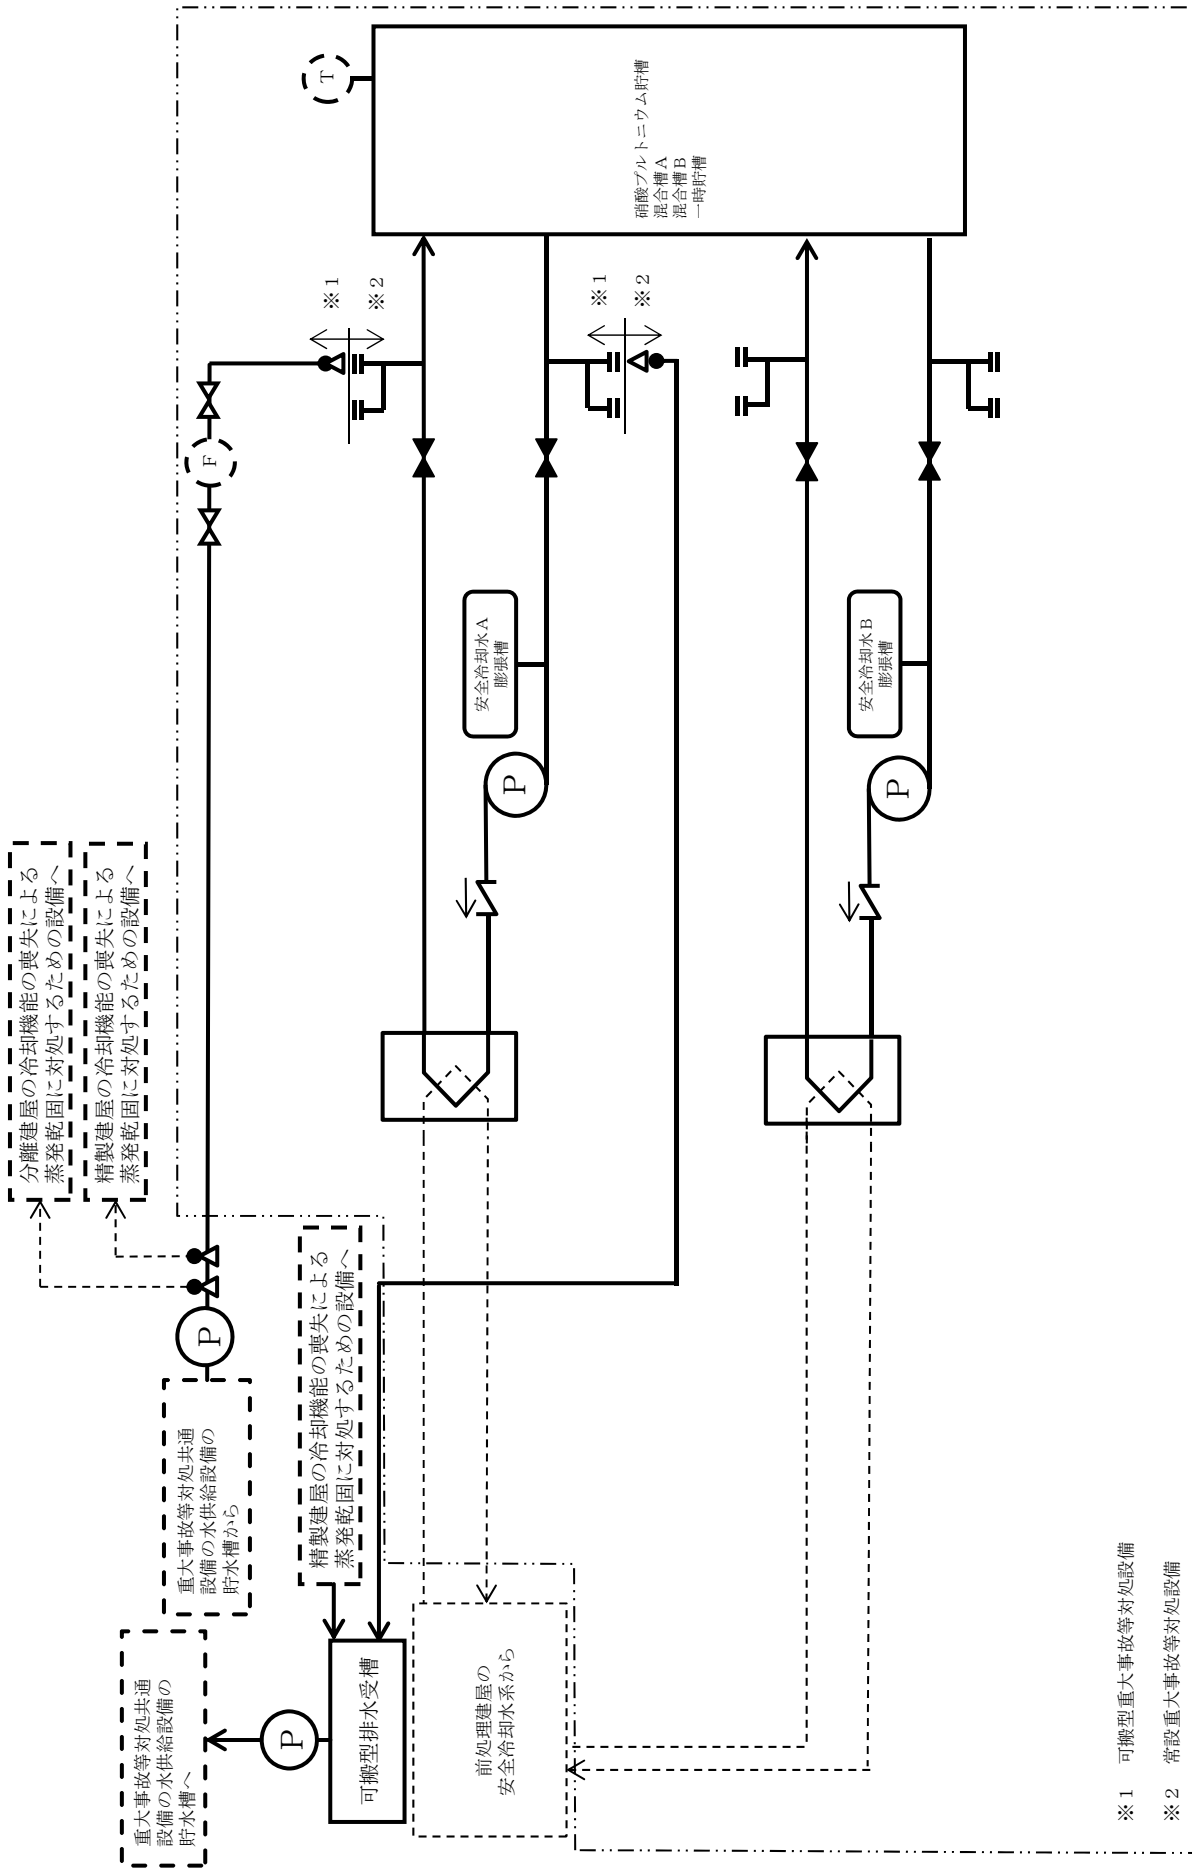 重大事故等対処共通
設備の水供給設備の
貯水槽へ
P
可搬型排水受槽
前処理建屋の
安全冷却水系から
重大事故等対処共通
設備の水供給設備の
貯水槽から
P
精製建屋の冷却機能の喪失による
蒸発乾固に対処するための設備へ
分離建屋の冷却機能の喪失による
蒸発乾固に対処するための設備へ
精製建屋の冷却機能の喪失による
蒸発乾固に対処するための設備へ
P
安全冷却水A
膨張槽
P
安全冷却水B
膨張槽
F
※1
※2
※1
※2
T
硝酸プルトニウム貯槽
混合槽A
混合槽B
一時貯槽
※1 可搬型重大事故等対処設備
※2 常設重大事故等対処設備